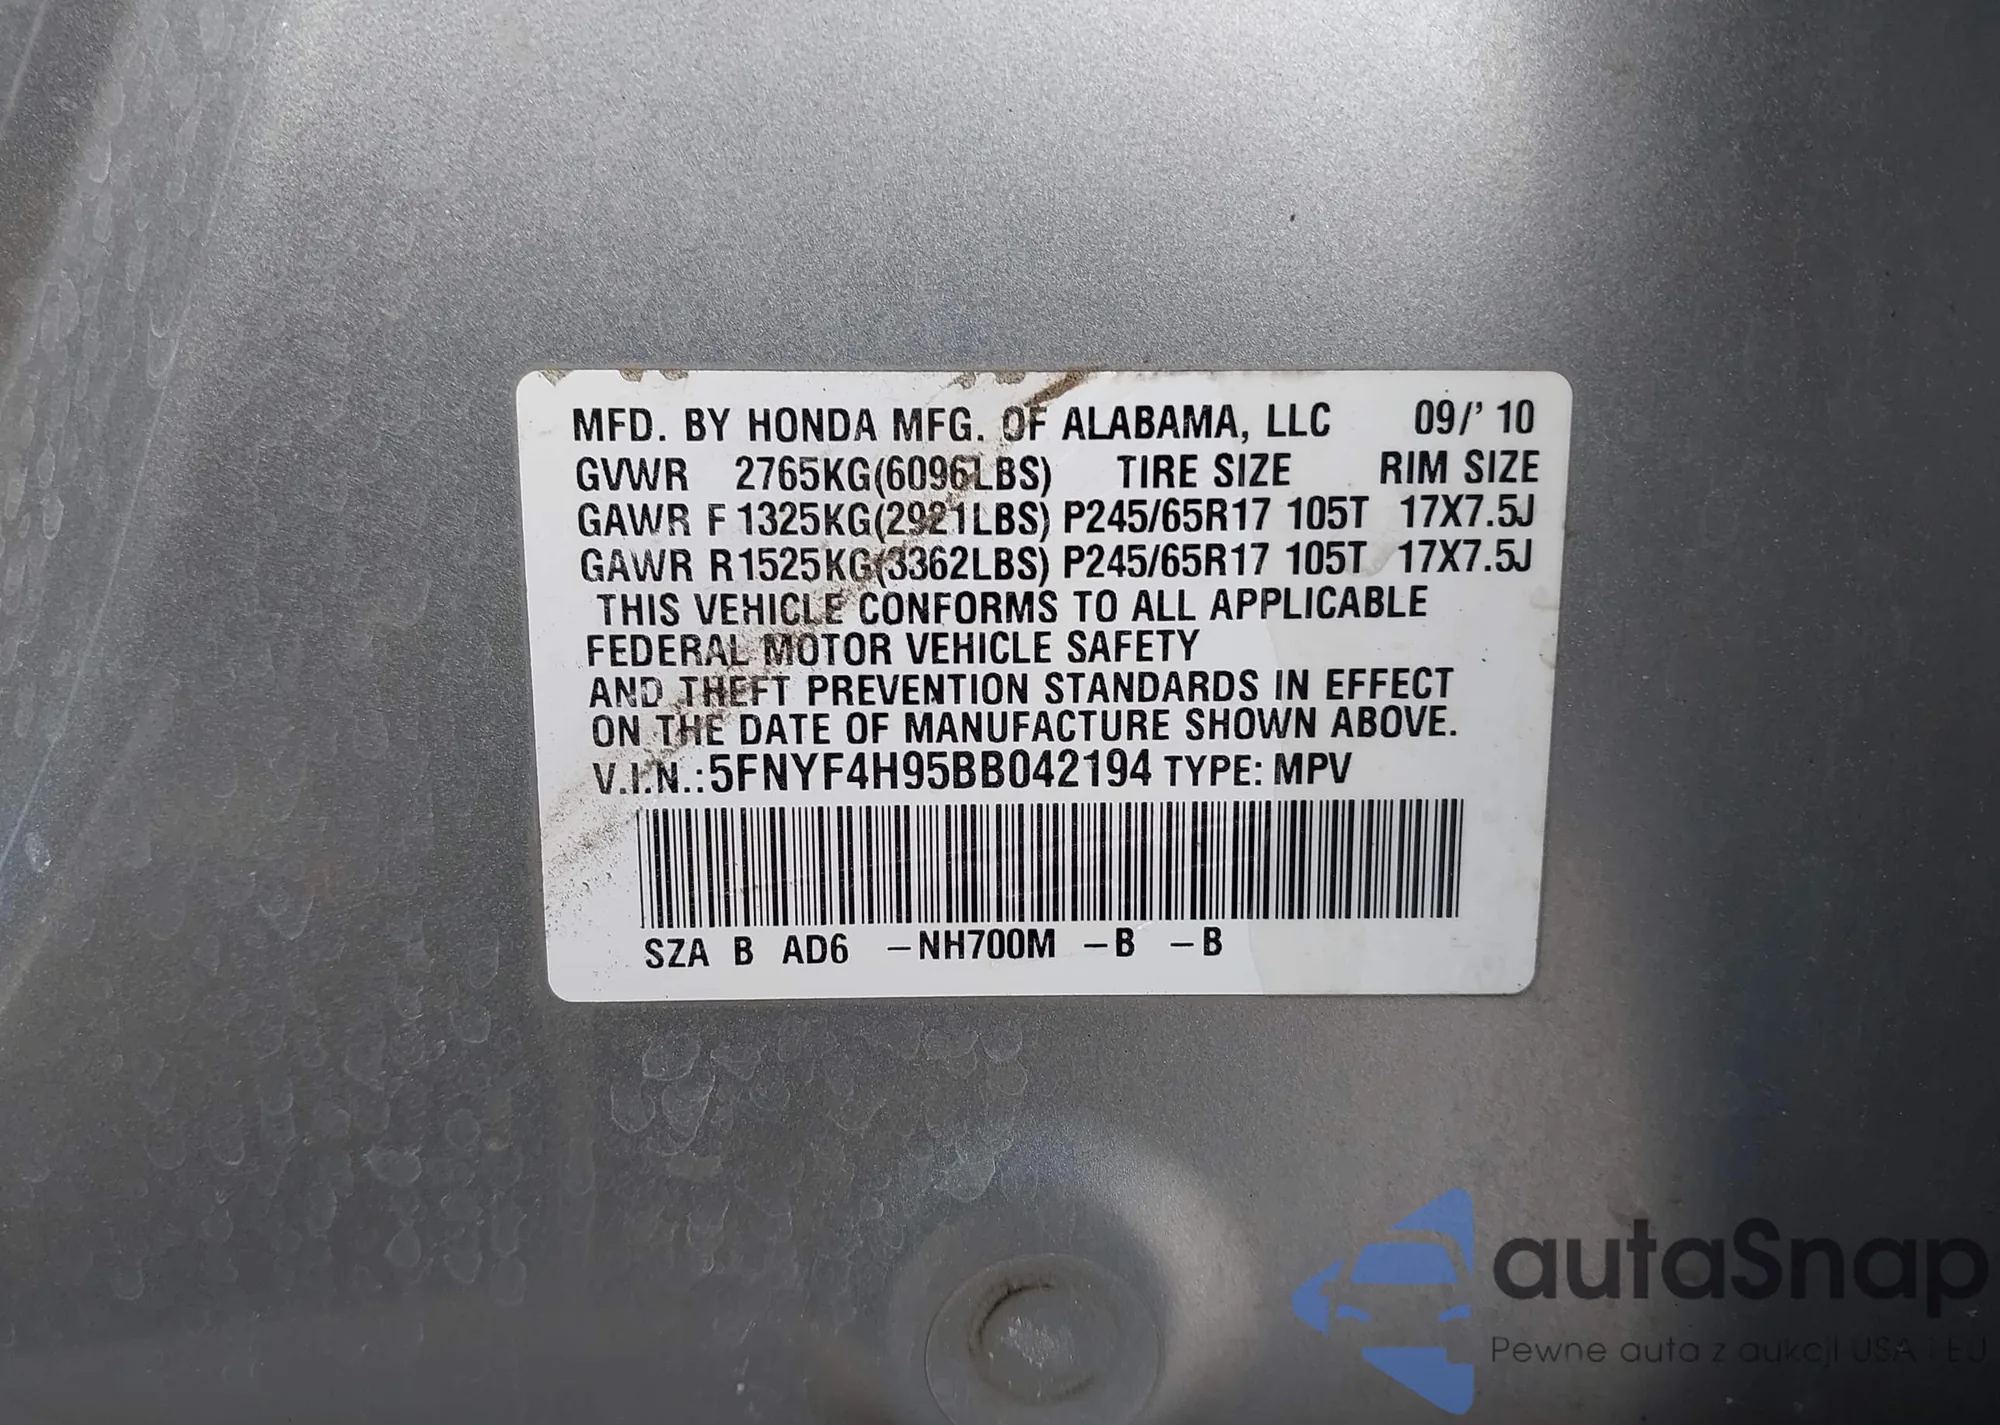 MFD. BY HONDA MFG. OF ALABAMA, LLC 09/' 10
GVWR 2765KG(6096LBS) TIRE SIZE RIM SIZE
GAWR F 1325KG(2921LBS) P245/65R17 105T 17X7.5J
GAWR R1525KG(3362LBS) P245/65R17 105T 17X7.5J
THIS VEHICLE CONFORMS TO ALL APPLICABLE
FEDERAL MOTOR VEHICLE SAFETY
AND THEFT PREVENTION STANDARDS IN EFFECT
ON THE DATE OF MANUFACTURE SHOWN ABOVE.
V.I.N.:5FNYF4H95BB042194 TYPE: MPV
SZA B AD6 –NH700M –B –B
autaSnap
Pewne auta z aukcji USA i EU